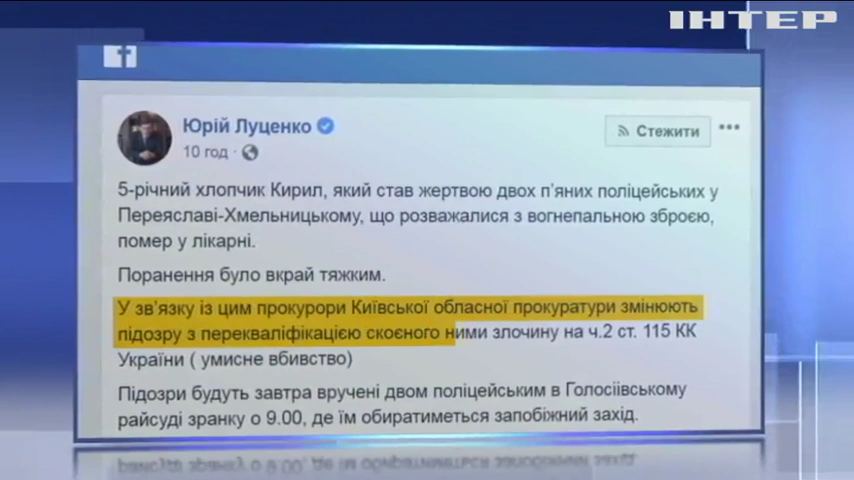 ІНТЕР
Юрій Луценко
10 год ·
Стежити
5-річний хлопчик Кирил, який став жертвою двох п'яних поліцейських у
Переяславі-Хмельницькому, що розважалися з вогнепальною зброєю,
помер у лікарні.
Поранення було вкрай тяжким.
У зв'язку із цим прокурори Київської обласної прокуратури змінюють
підозру з перекваліфікацією скоєного ними злочину на ч.2 ст. 115 КК
України ( умисне вбивство)
Підозри будуть завтра вручені двом поліцейським в Голосіївському
райсуді зранку о 9.00, де їм обиратиметься запобіжний захід.